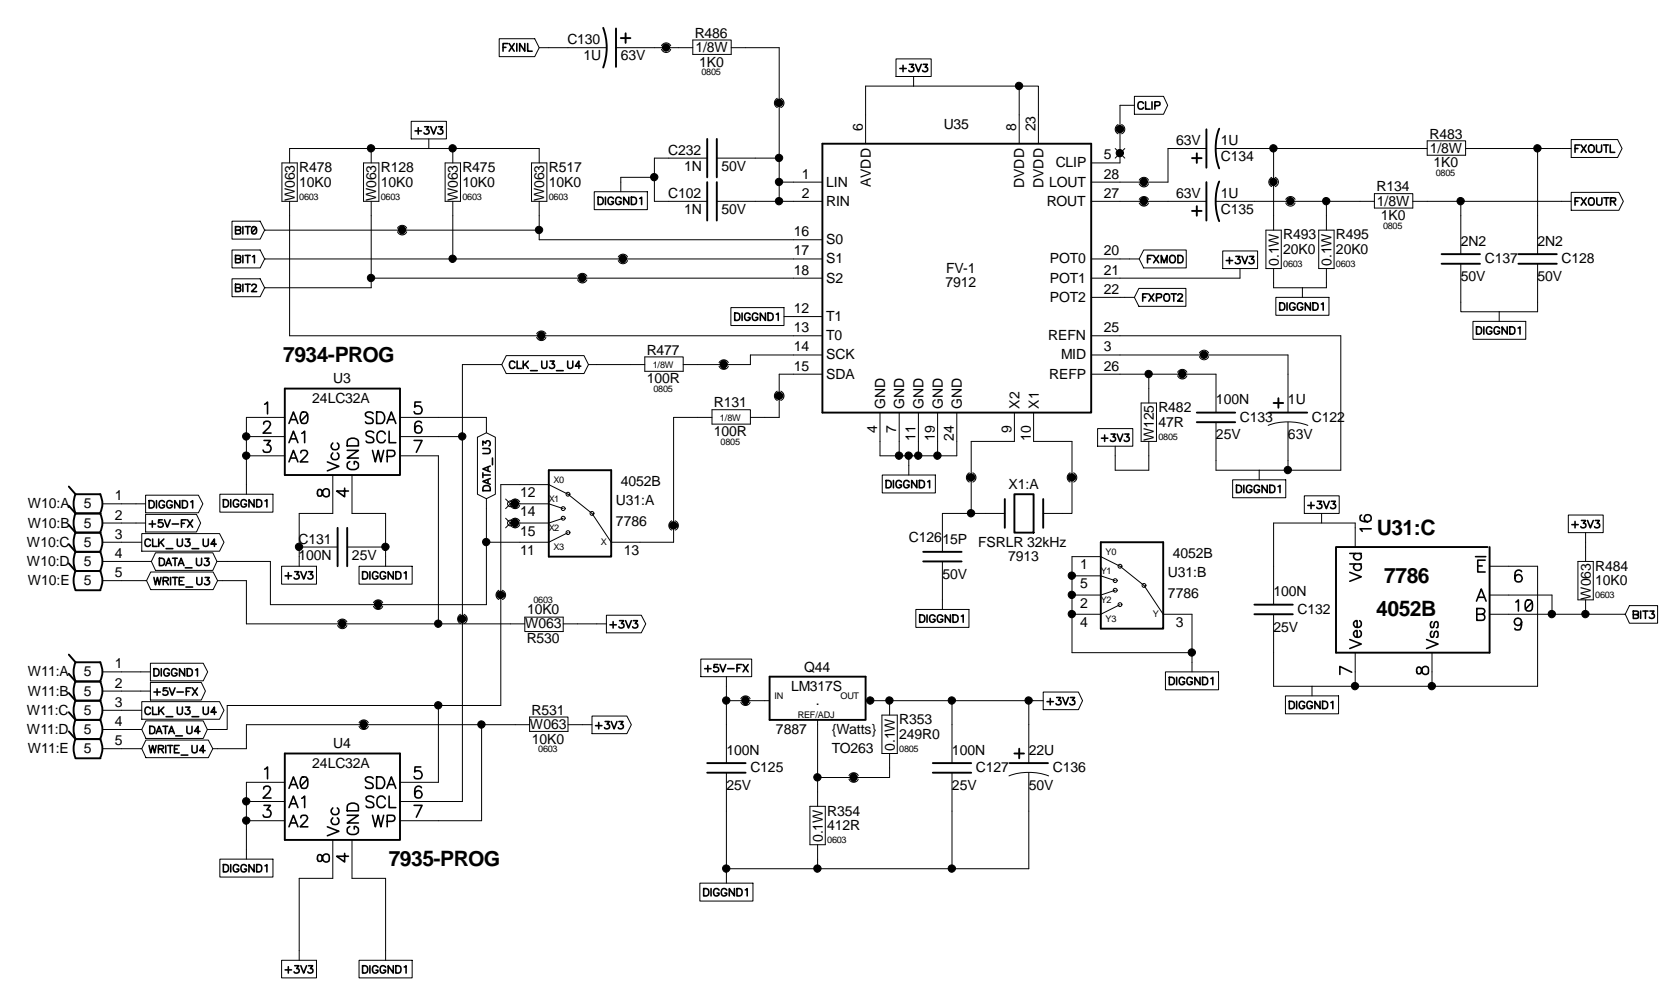 FXINL
C130
1U
+
63V
R486
1/8W
1K0
0805
+3V3
CLIP
+3V3
R478
10K0
W063
0603
R128
10K0
W063
0603
R475
10K0
W063
0603
R517
10K0
W063
0603
C232
1N
50V
C102
1N
50V
DIGGND1
BIT0
BIT1
BIT2
U35
6
8
23
AVDD
DVDD
DVDD
1
LIN
2
RIN
16
S0
17
S1
18
S2
12
T1
13
T0
14
SCK
15
SDA
FV-1
7912
CLIP
5
LOUT
28
ROUT
27
POT0
20
POT1
21
POT2
22
REFN
25
MID
3
REFP
26
GND
GND
GND
GND
GND
X2
X1
4
7
11
19
24
9
10
DIGGND1
DIGGND1
63V
1U
+
C134
63V
1U
+
C135
R483
1/8W
1K0
0805
FXOUTL
R134
1/8W
1K0
0805
FXOUTR
FXMOD
+3V3
FXPOT2
R493
0.1W
20K0
0603
R495
0.1W
20K0
0603
DIGGND1
2N2
C137
50V
2N2
C128
50V
DIGGND1
R482
W125
47R
0805
+3V3
100N
C133
25V
+
1U
C122
63V
DIGGND1
7934-PROG
U3
24LC32A
1
A0
2
A1
3
A2
SDA
5
SCL
6
WP
7
Vcc
GND
8
4
DIGGND1
C131
100N
25V
+3V3
DIGGND1
CLK_U3_U4
R477
1/8W
100R
0805
R131
1/8W
100R
0805
DATA_U3
4052B
U31:A
7786
X0
X1
X2
X3
X
12
14
15
11
13
W10:A
5
1
DIGGND1
W10:B
5
2
+5V-FX
W10:C
5
3
CLK_U3_U4
W10:D
5
4
DATA_U3
W10:E
5
5
WRITE_U3
0603
10K0
W063
R530
+3V3
W11:A
5
1
DIGGND1
W11:B
5
2
+5V-FX
W11:C
5
3
CLK_U3_U4
W11:D
5
4
DATA_U4
W11:E
5
5
WRITE_U4
R531
W063
10K0
0603
+3V3
U4
24LC32A
1
A0
2
A1
3
A2
SDA
5
SCL
6
WP
7
Vcc
GND
8
4
DIGGND1
7935-PROG
+3V3
DIGGND1
X1:A
FSRLR 32kHz
7913
C126
15P
50V
DIGGND1
4052B
U31:B
7786
Y0
Y1
Y2
Y3
Y
1
5
2
4
3
DIGGND1
+3V3
16
U31:C
Vdd
7786
4052B
E
6
A
10
B
9
Vee
Vss
7
8
100N
C132
25V
DIGGND1
+3V3
R484
W063
10K0
0603
BIT3
+5V-FX
Q44
IN
LM317S
.
OUT
REF/ADJ
7887
{Watts}
TO263
R353
0.1W
249R0
0805
+3V3
100N
C125
25V
R354
0.1W
412R
0603
100N
C127
25V
+
22U
C136
50V
DIGGND1